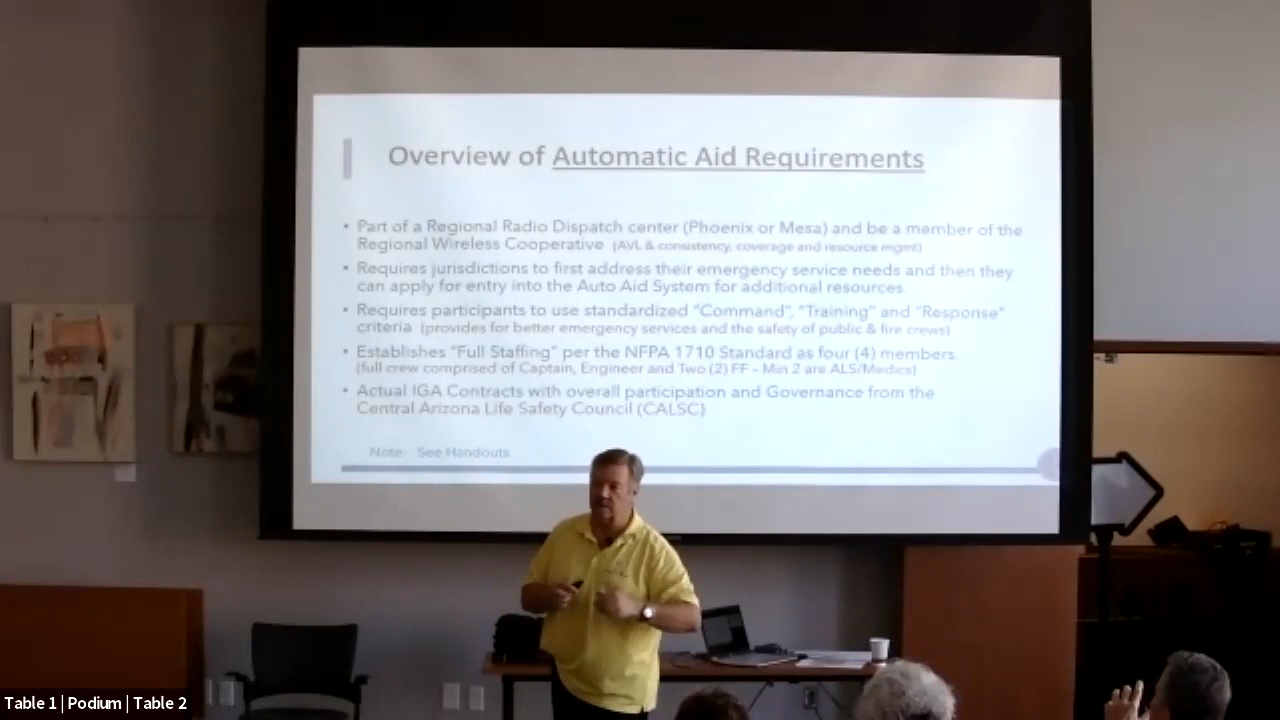 Overview of Automatic Aid Requirements
• Part of a Regional Radio Dispatch center (Phoenix or Mesa) and be a member of the
Regional Wireless Cooperative (AVL & consistency, coverage and resource mgmt)
• Requires jurisdictions to first address their emergency service needs and then they
can apply for entry into the Auto Aid System for additional resources.
• Requires participants to use standardized "Command", "Training" and "Response"
criteria (provides for better emergency services and the safety of public & fire crews)
• Establishes "Full Staffing" per the NFPA 1710 Standard as four (4) members.
(full crew comprised of Captain, Engineer and Two (2) FF - Min 2 are ALS/Medics)
• Actual IGA Contracts with overall participation and Governance from the
Central Arizona Life Safety Council (CALSC)
Note: See Handouts
Table 1 | Podium | Table 2